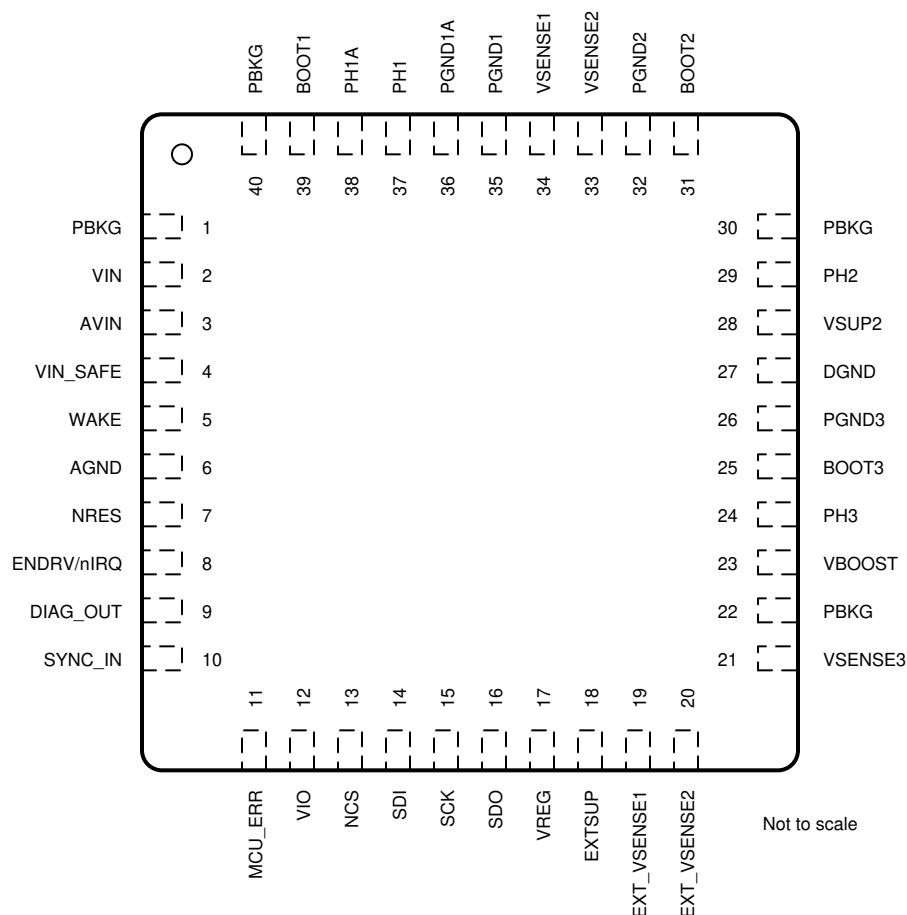 PBKG
BOOT1
PH1A
PH1
PGND1A
PGND1
VSENSE1
VSENSE2
PGND2
BOOT2
40
39
38
37
36
35
34
33
32
31
PBKG 1
VIN 2
AVIN 3
VIN_SAFE 4
WAKE 5
AGND 6
NRES 7
ENDRV/nIRQ 8
DIAG_OUT 9
SYNC_IN 10
30 PBKG
29 PH2
28 VSUP2
27 DGND
26 PGND3
25 BOOT3
24 PH3
23 VBOOST
22 PBKG
21 VSENSE3
11
12
13
14
15
16
17
18
19
20
MCU_ERR
VIO
NCS
SDI
SCK
SDO
VREG
EXTSUP
EXT_VSENSE1
EXT_VSENSE2
Not to scale